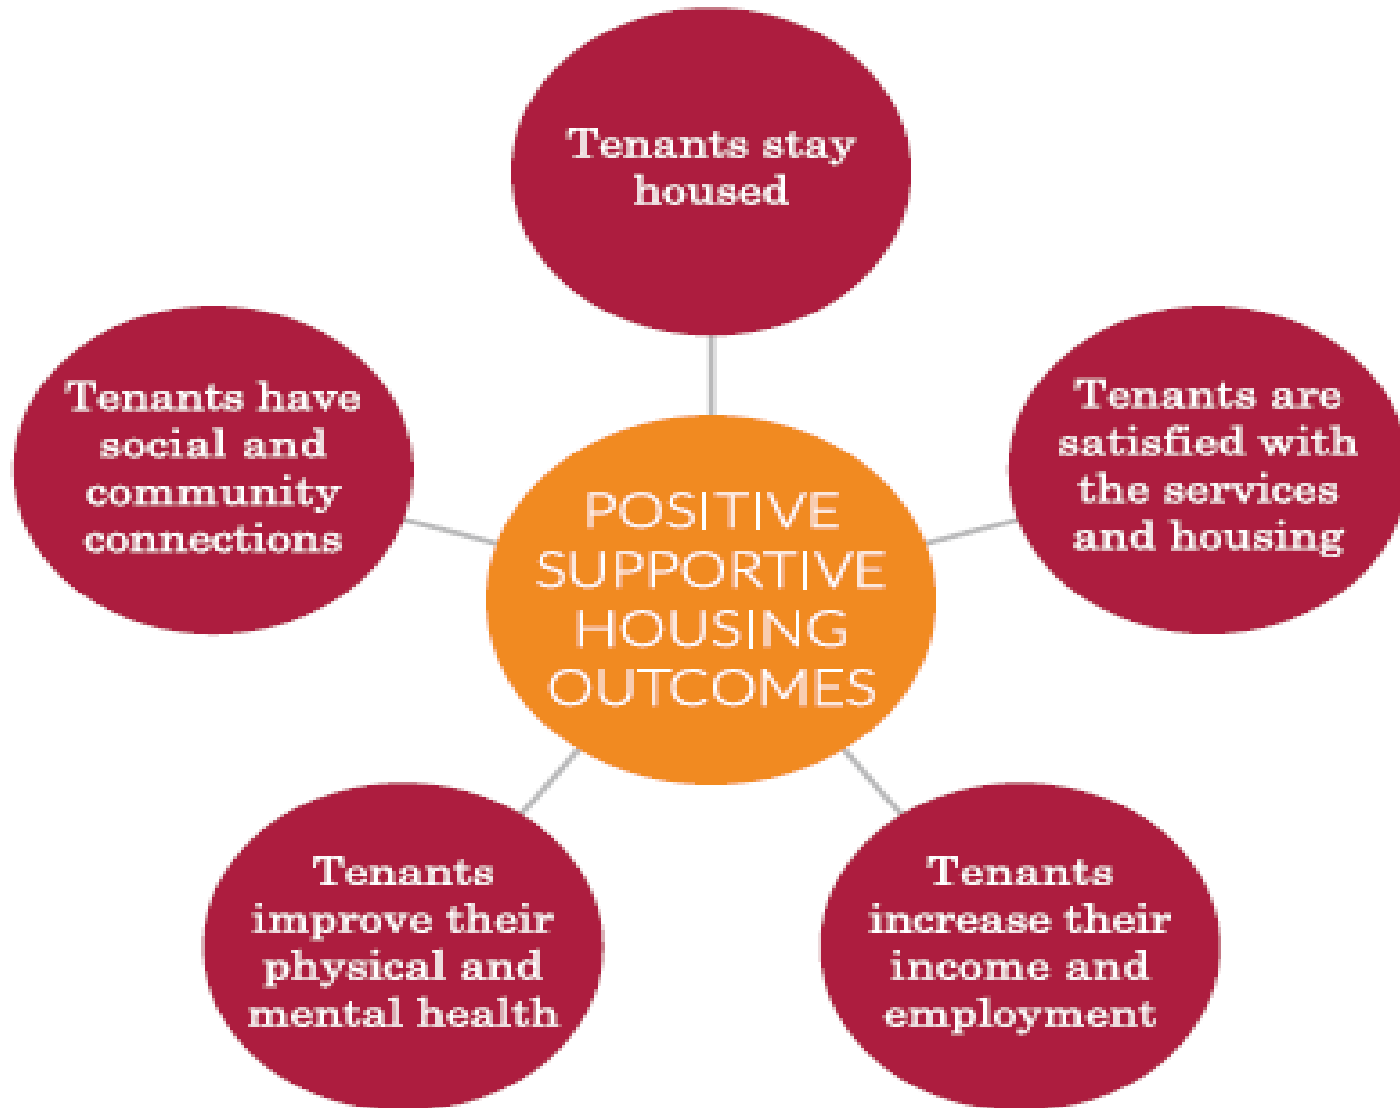 Tenants stay
housed
Tenants have
social and
community
connections
Tenants are
satisfied with
the services
and housing
POSITIVE
SUPPORTIVE
HOUSING
OUTCOMES
Tenants
improve their
physical and
mental health
Tenants
increase their
income and
employment